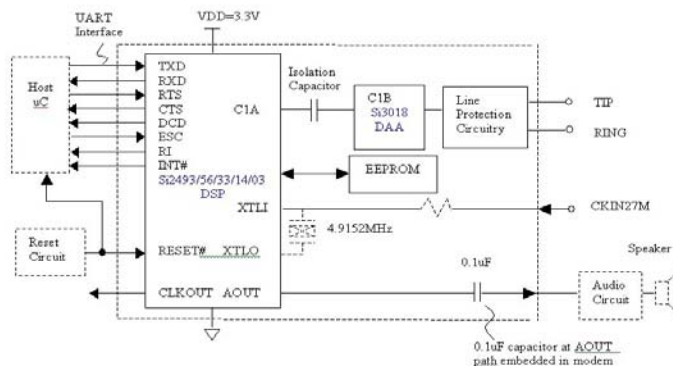 UART
Interface
VDD=3.3V
Host
uC
TXD
RXD
RTS
CTS
DCD
ESC
RI
INT#
C1A
Si2493/56/33/14/03
DSP
XTLI
RESET# XTLO
CLKOUT AOUT
Isolation
Capacitor
C1B
Si3018
DAA
Line
Protection
Circuitry
TIP
RING
EEPROM
CKIN27M
4.9152MHz
Reset
Circuit
0.1uF
Speaker
Audio
Circuit
0.1uF capacitor at AOUT
path embedded in modem